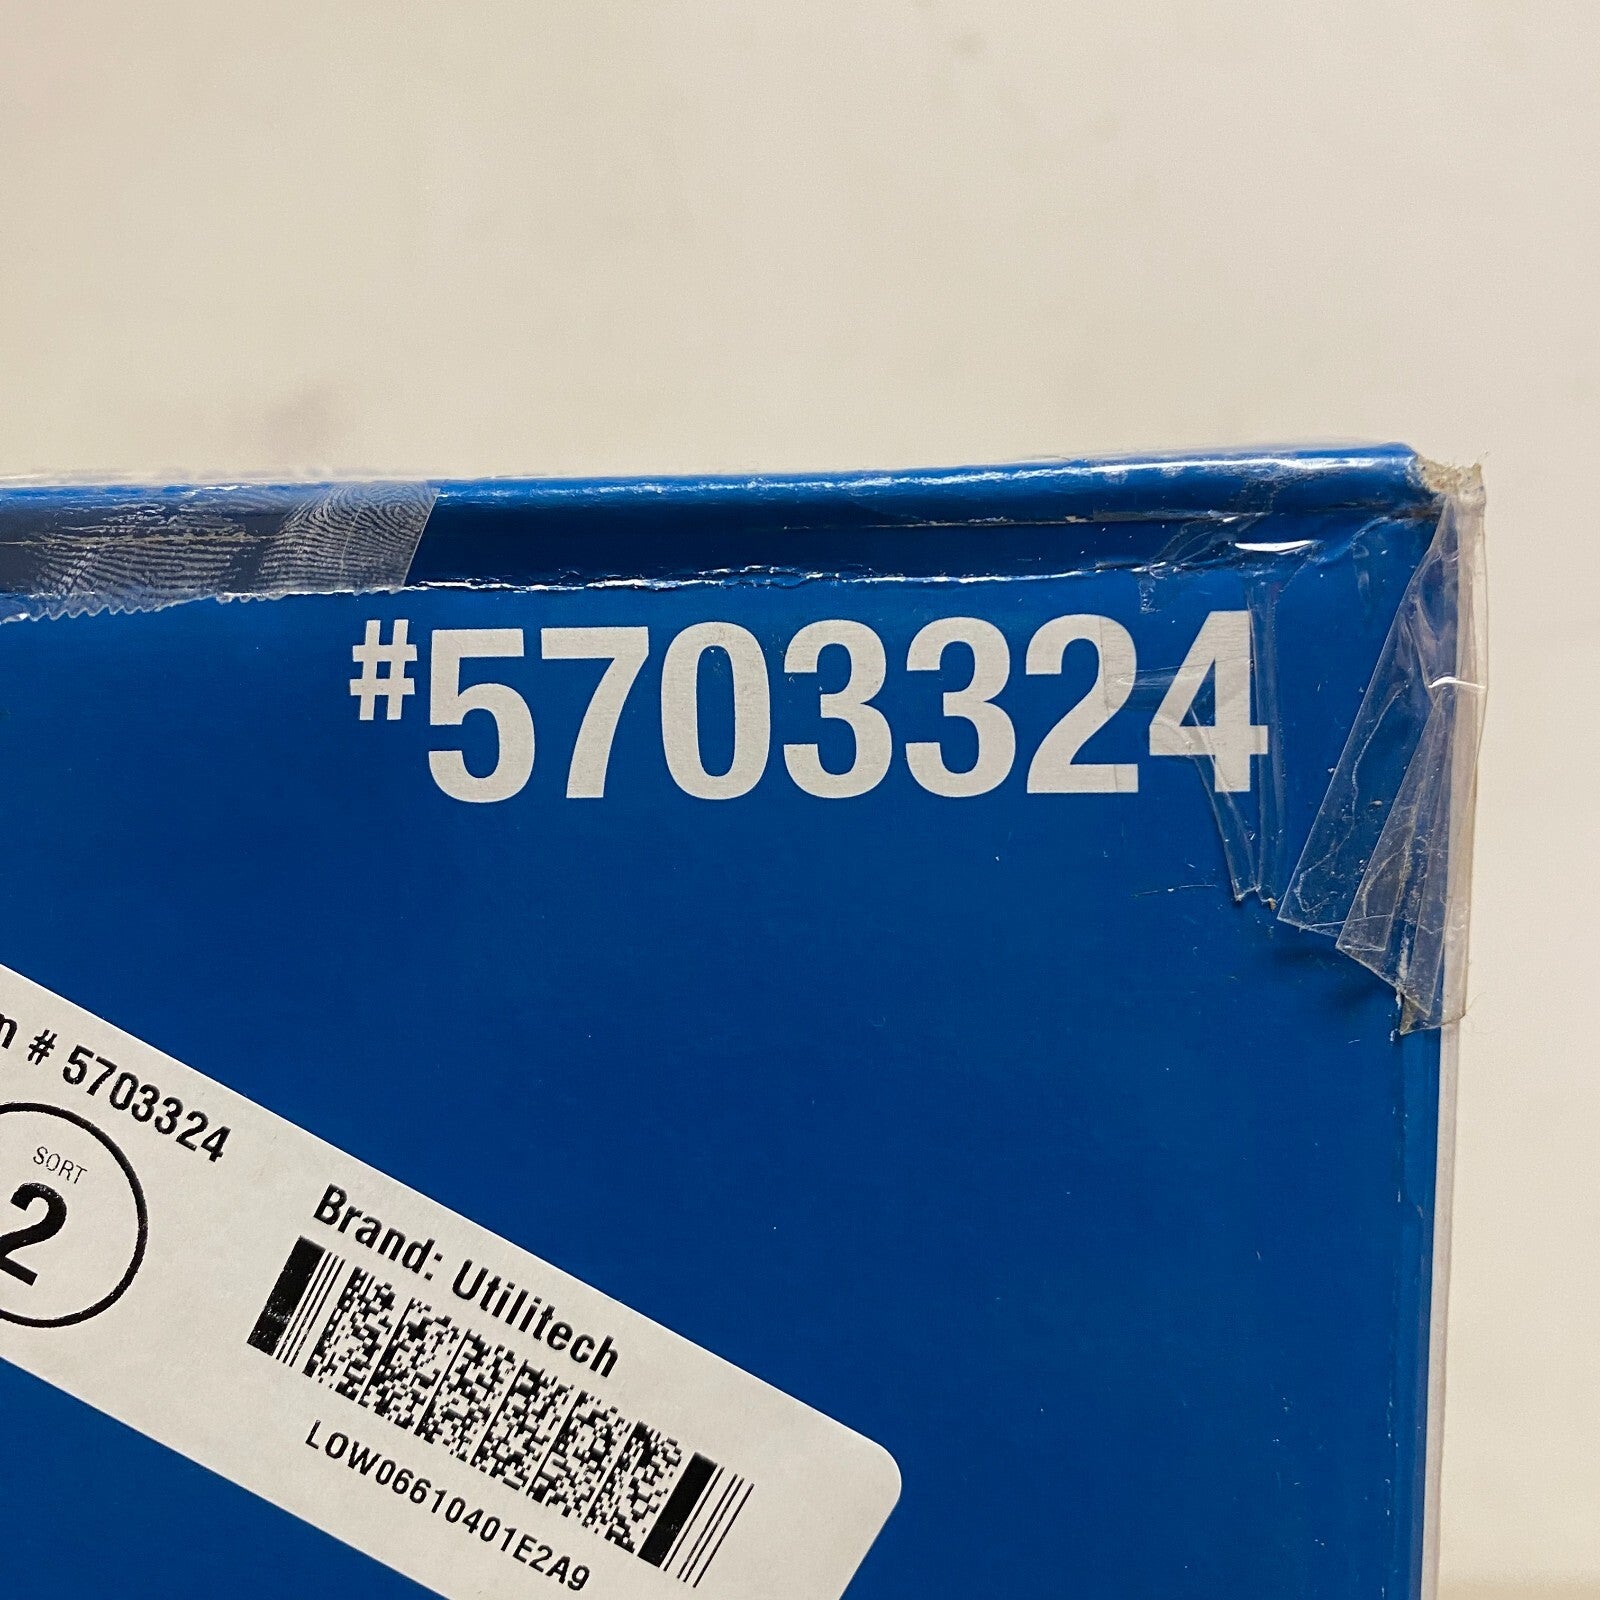 #5703324
m # 5703324
SORT
2
Brand: Utilitech
LOW06610401E2A9